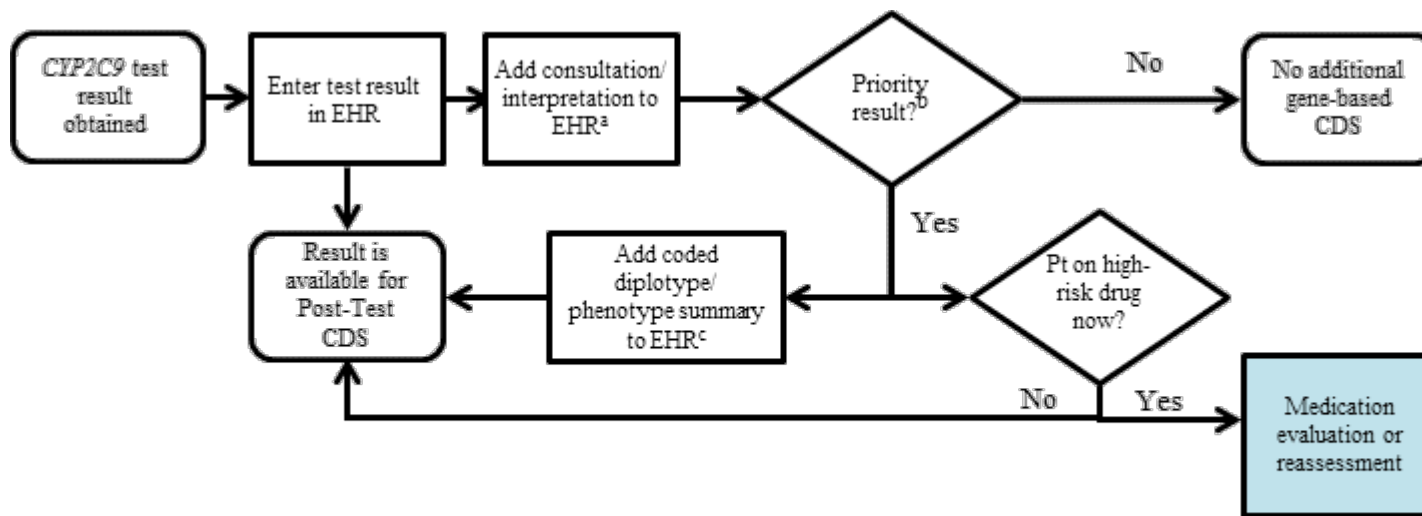 CYP2C9 test
result
obtained
Enter test result
in EHR
Add consultation/
interpretation to
EHRᵃ
Priority
result?ᵇ
No
No additional
gene-based
CDS
Yes
Result is
available for
Post-Test
CDS
Add coded
diplotype/
phenotype summary
to EHRᶜ
Pt on high-
risk drug
now?
No
Yes
Medication
evaluation or
reassessment